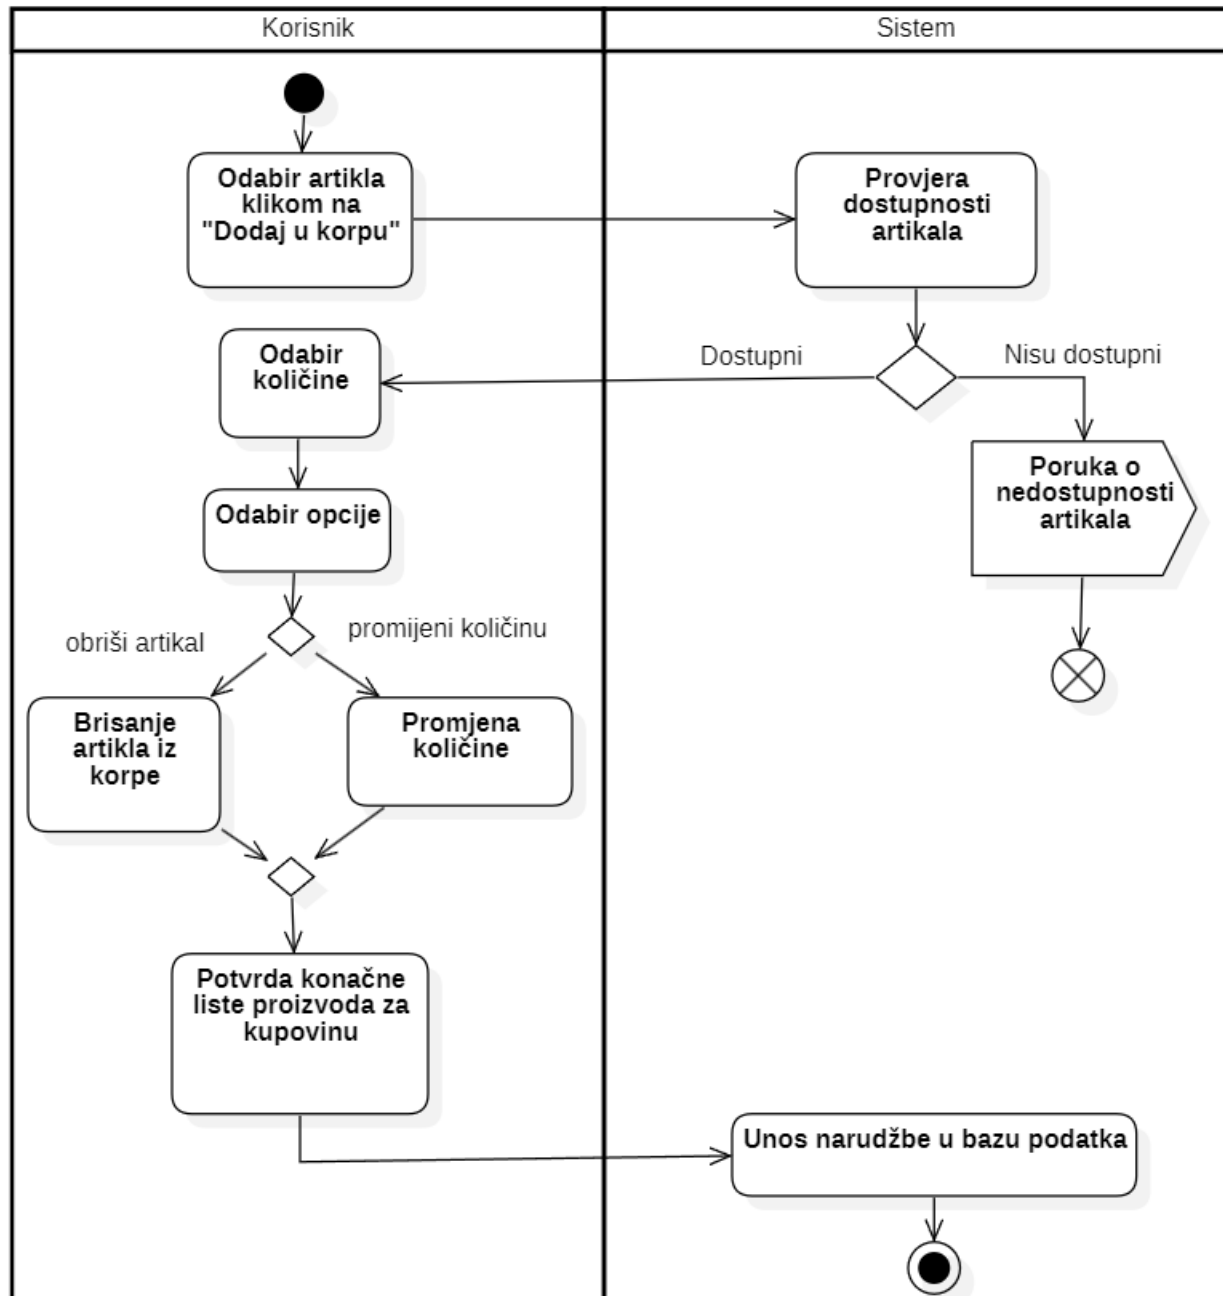 Korisnik
Sistem
Odabir artikla
klikom na
"Dodaj u korpu"
Provjera
dostupnosti
artikala
Odabir
količine
Dostupni
Nisu dostupni
Poruka o
nedostupnosti
artikala
Odabir opcije
obriši artikal
promijeni količinu
Brisanje
artikla iz
korpe
Promjena
količine
Potvrda konačne
liste proizvoda za
kupovinu
Unos narudžbe u bazu podatka